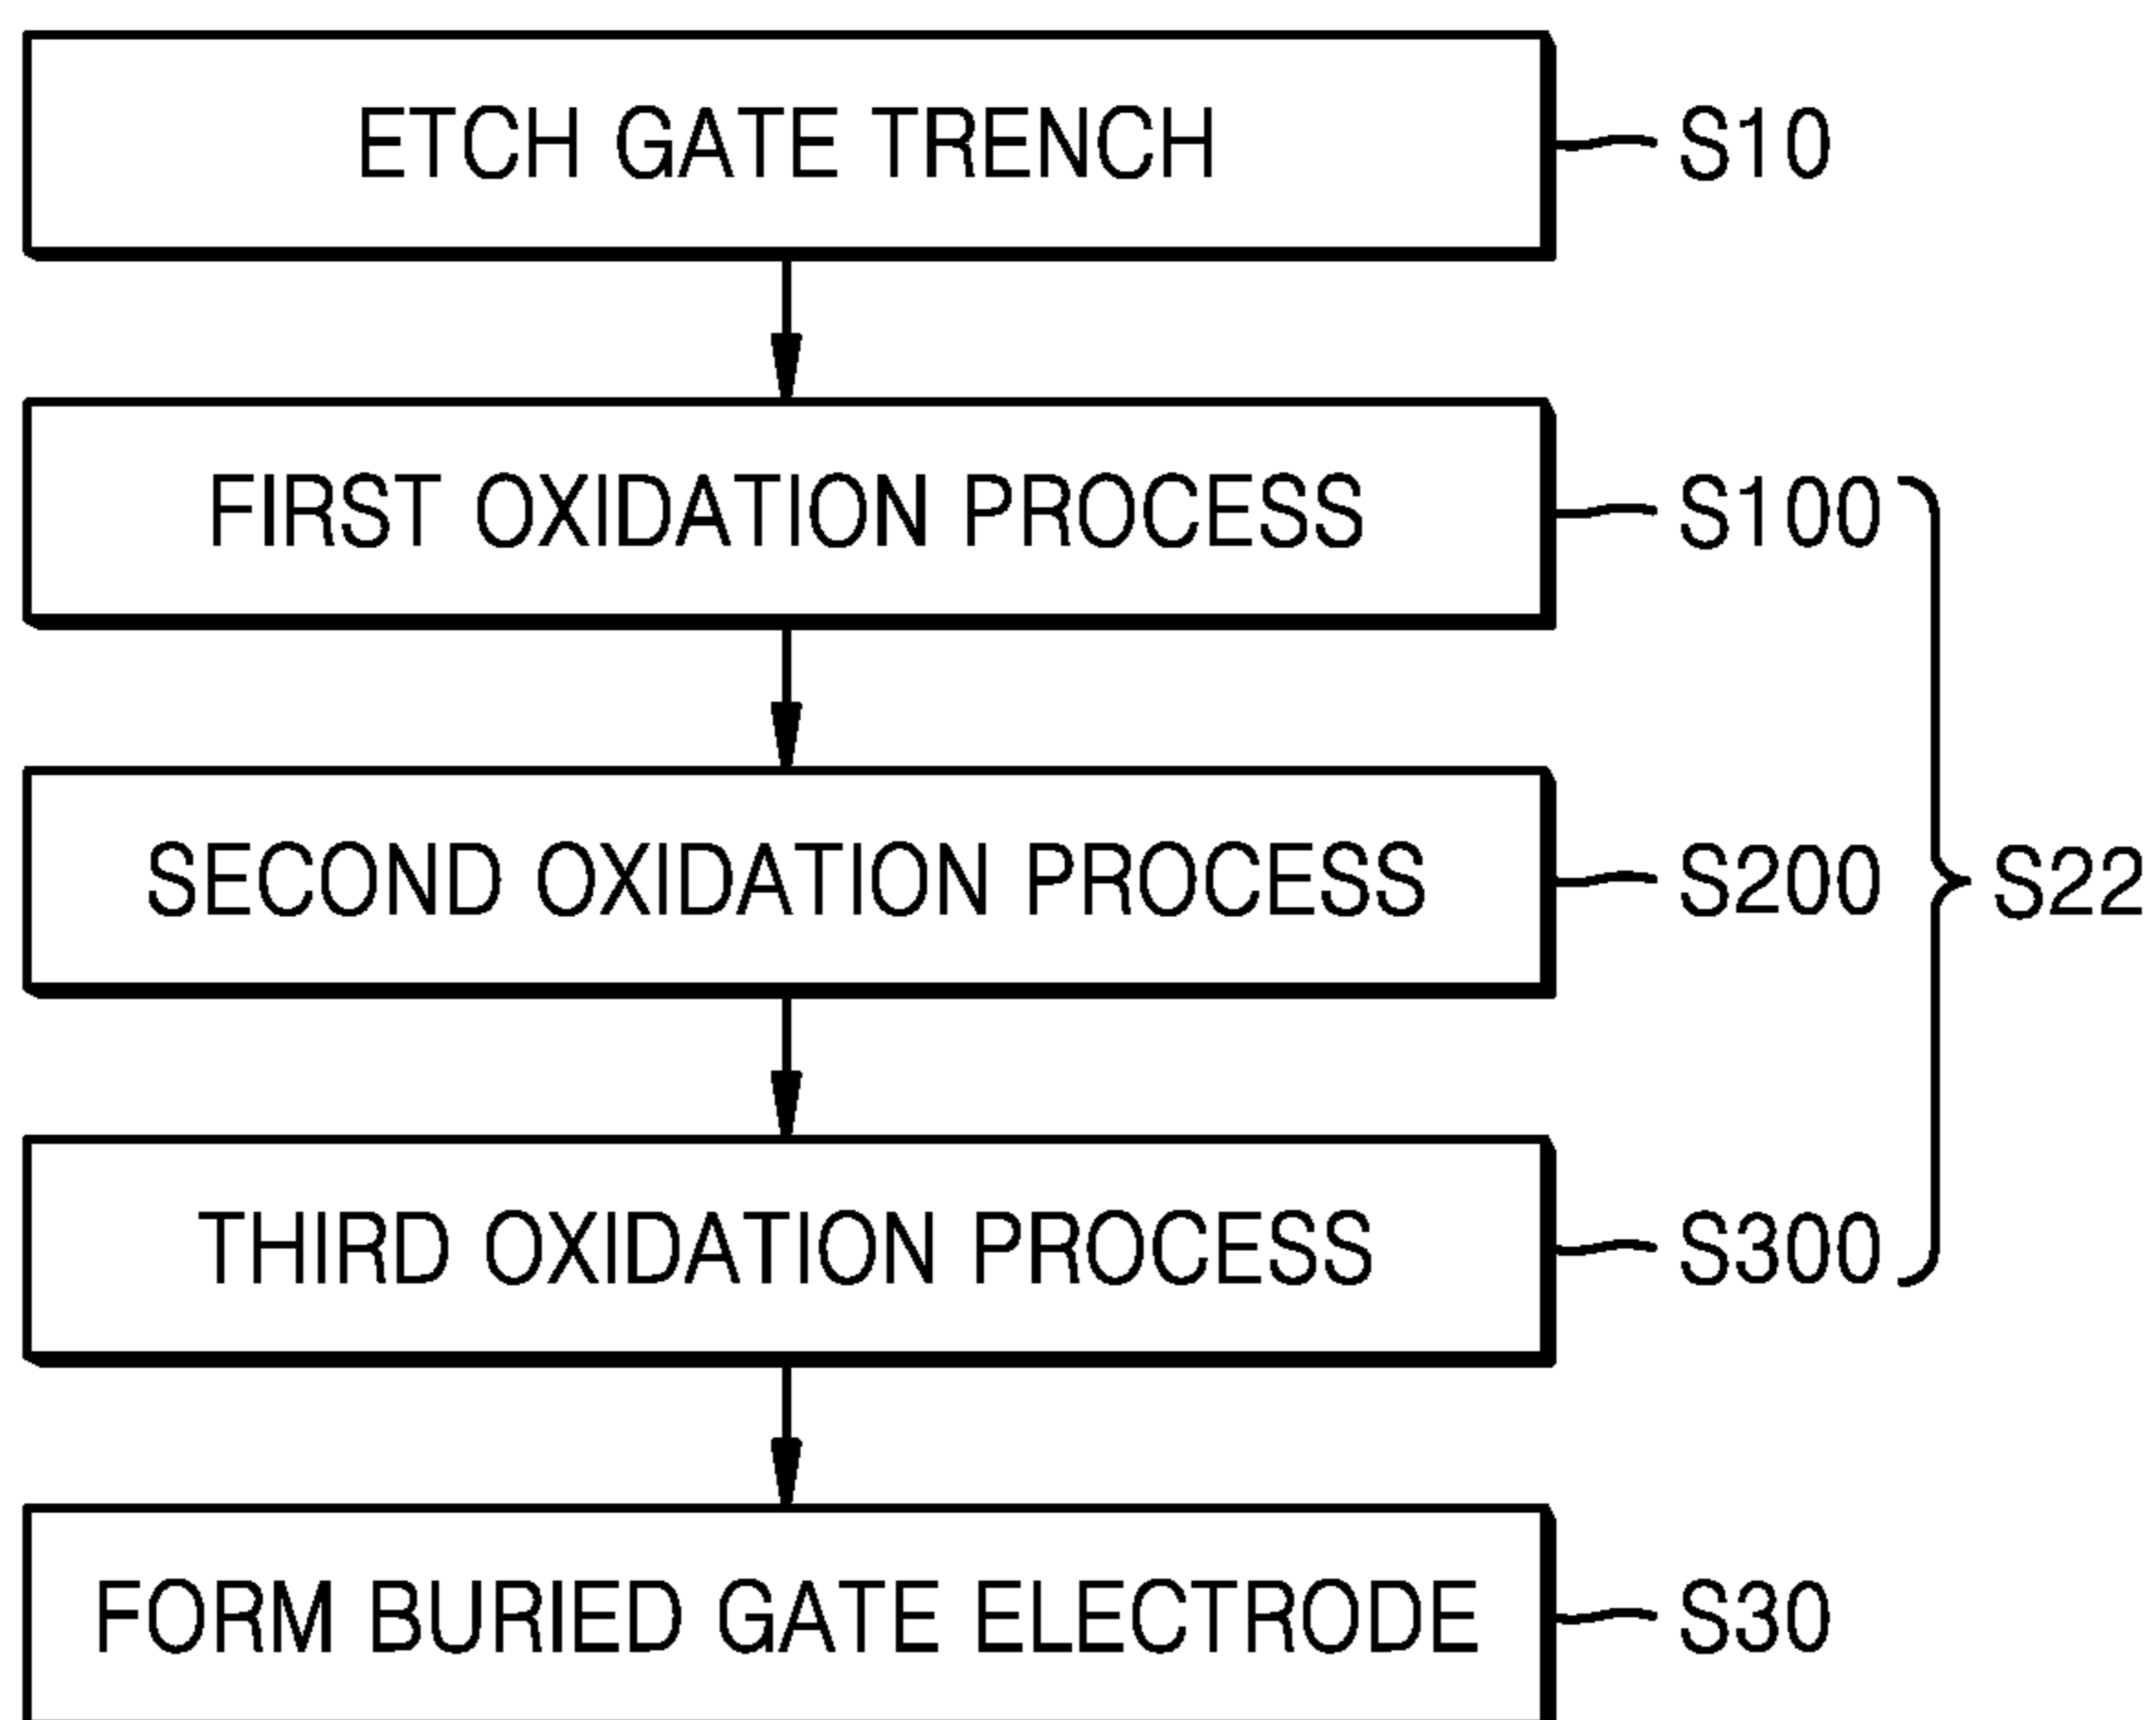 ETCH GATE TRENCH S10
FIRST OXIDATION PROCESS S100
SECOND OXIDATION PROCESS S200 S22
THIRD OXIDATION PROCESS S300
FORM BURIED GATE ELECTRODE S30